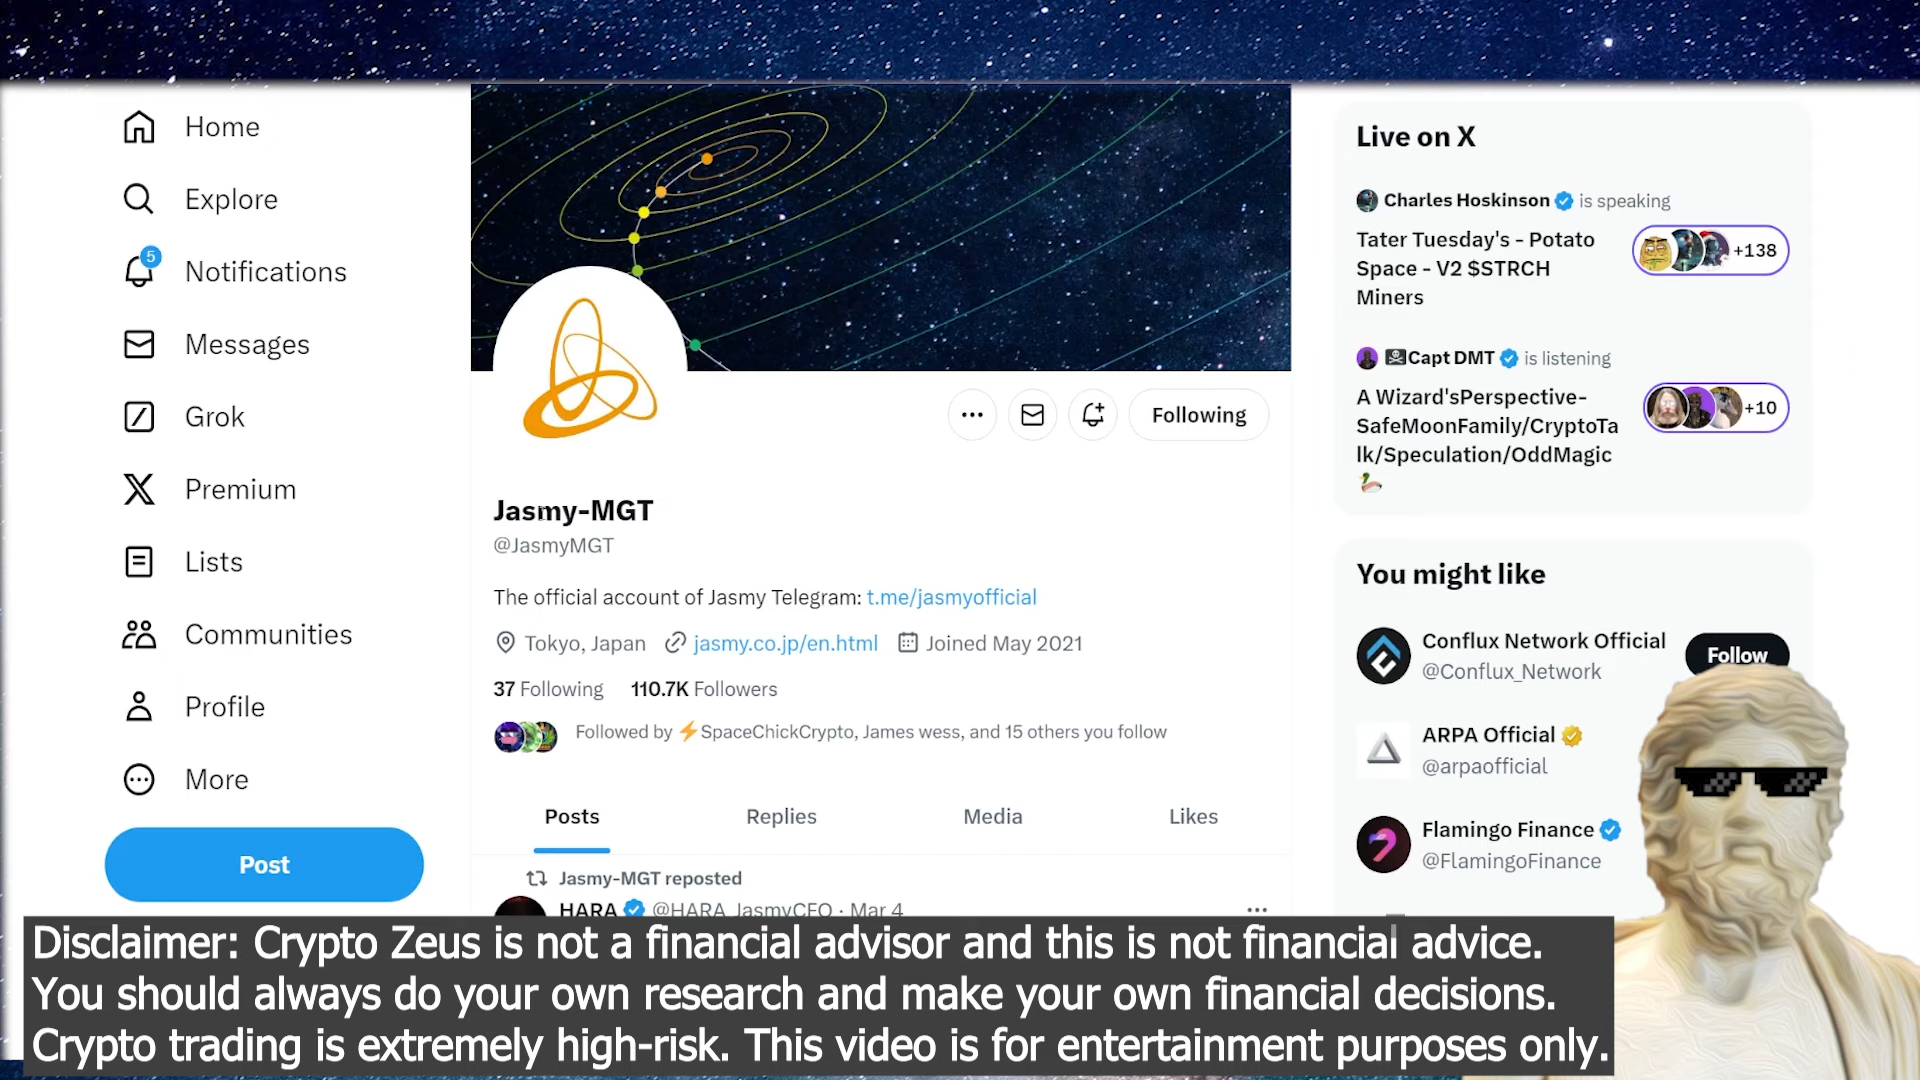 Home
Explore
5
Notifications
Messages
Grok
Premium
Lists
Communities
Profile
More
Post
Following
Jasmy-MGT
@JasmyMGT
The official account of Jasmy Telegram: t.me/jasmyofficial
Tokyo, Japan jasmy.co.jp/en.html Joined May 2021
37 Following 110.7K Followers
Followed by ⚡SpaceChickCrypto, James wess, and 15 others you follow
Posts Replies Media Likes
Jasmy-MGT reposted
HARA @HARA_JasmyCEO · Mar 4
Live on X
Charles Hoskinson is speaking
Tater Tuesday's - Potato
Space - V2 $STRCH
Miners
+138
Capt DMT is listening
A Wizard'sPerspective-
SafeMoonFamily/CryptoTa
lk/Speculation/OddMagic
+10
You might like
Conflux Network Official
@Conflux_Network
Follow
ARPA Official
@arpaofficial
Flamingo Finance
@FlamingoFinance
Disclaimer: Crypto Zeus is not a financial advisor and this is not financial advice.
You should always do your own research and make your own financial decisions.
Crypto trading is extremely high-risk. This video is for entertainment purposes only.